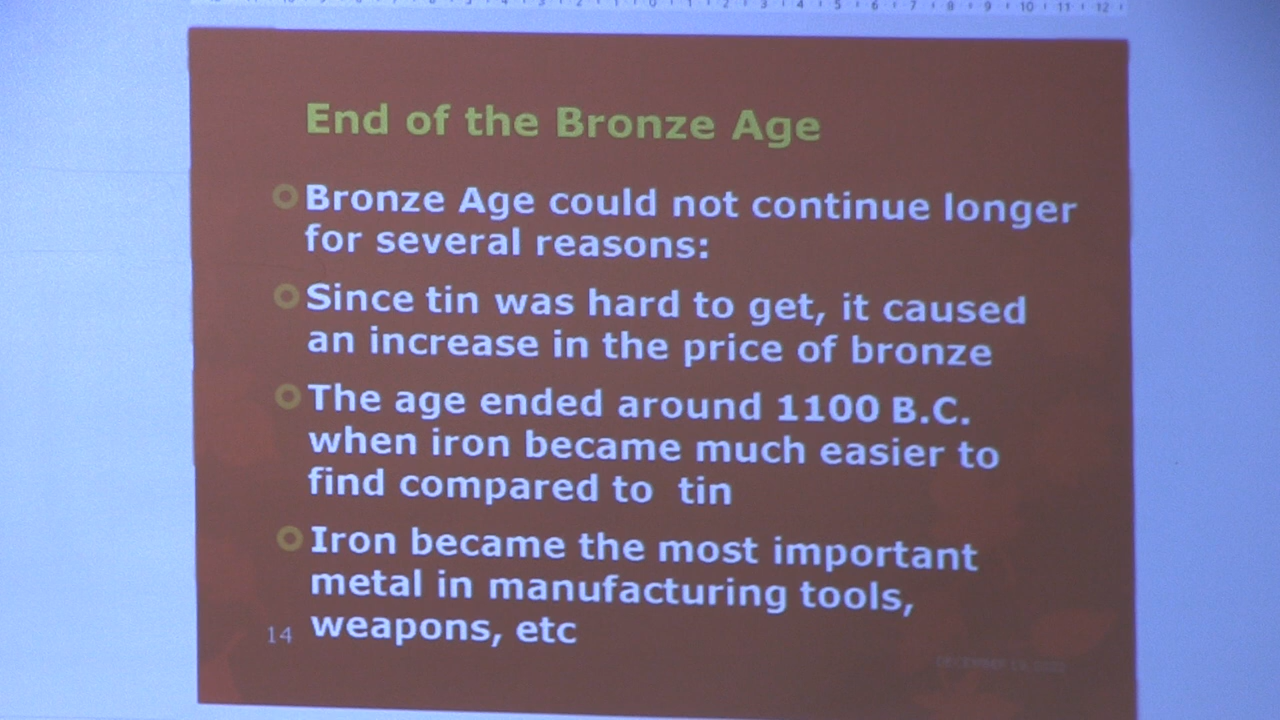 End of the Bronze Age
Bronze Age could not continue longer
for several reasons:
Since tin was hard to get, it caused
an increase in the price of bronze
The age ended around 1100 B.C.
when iron became much easier to
find compared to tin
Iron became the most important
metal in manufacturing tools,
weapons, etc
14